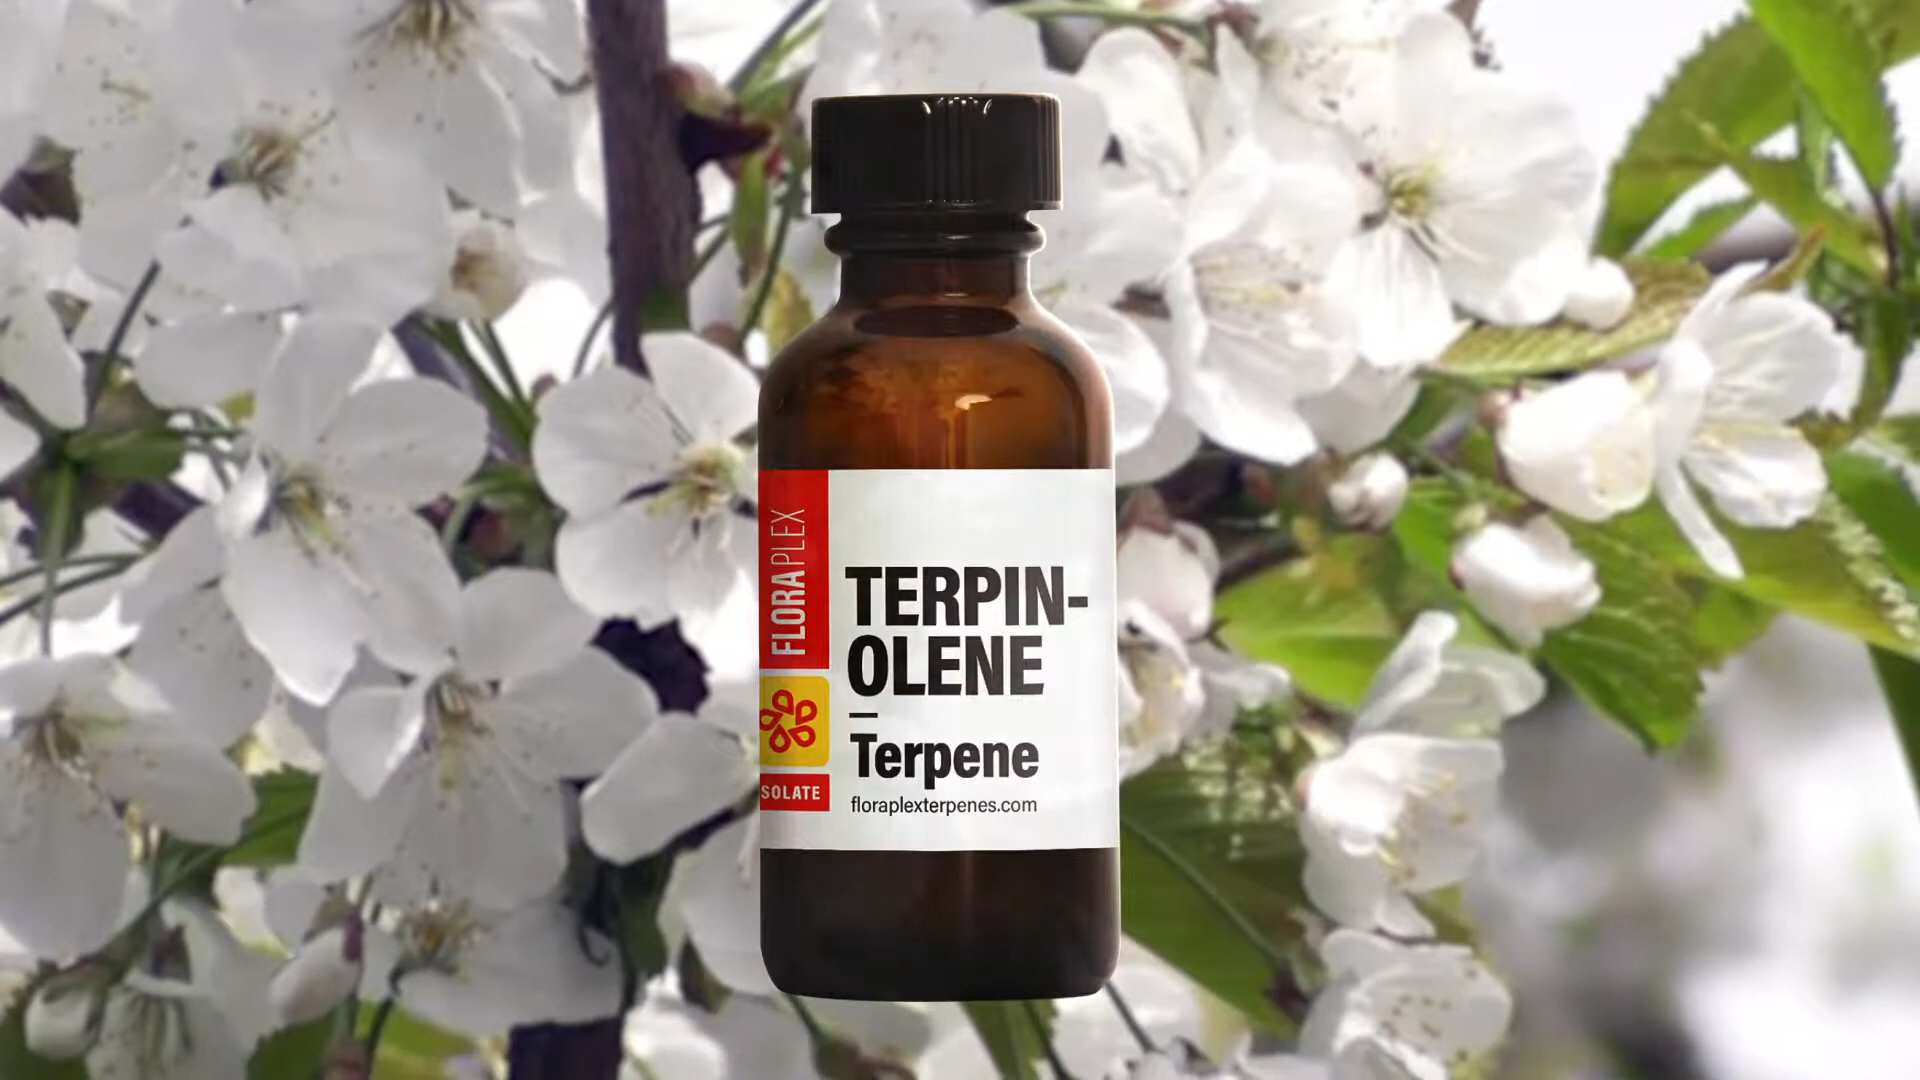 FLORAPLEX
SOLATE
TERPIN-
OLENE
Terpene
floraplexterpenes.com